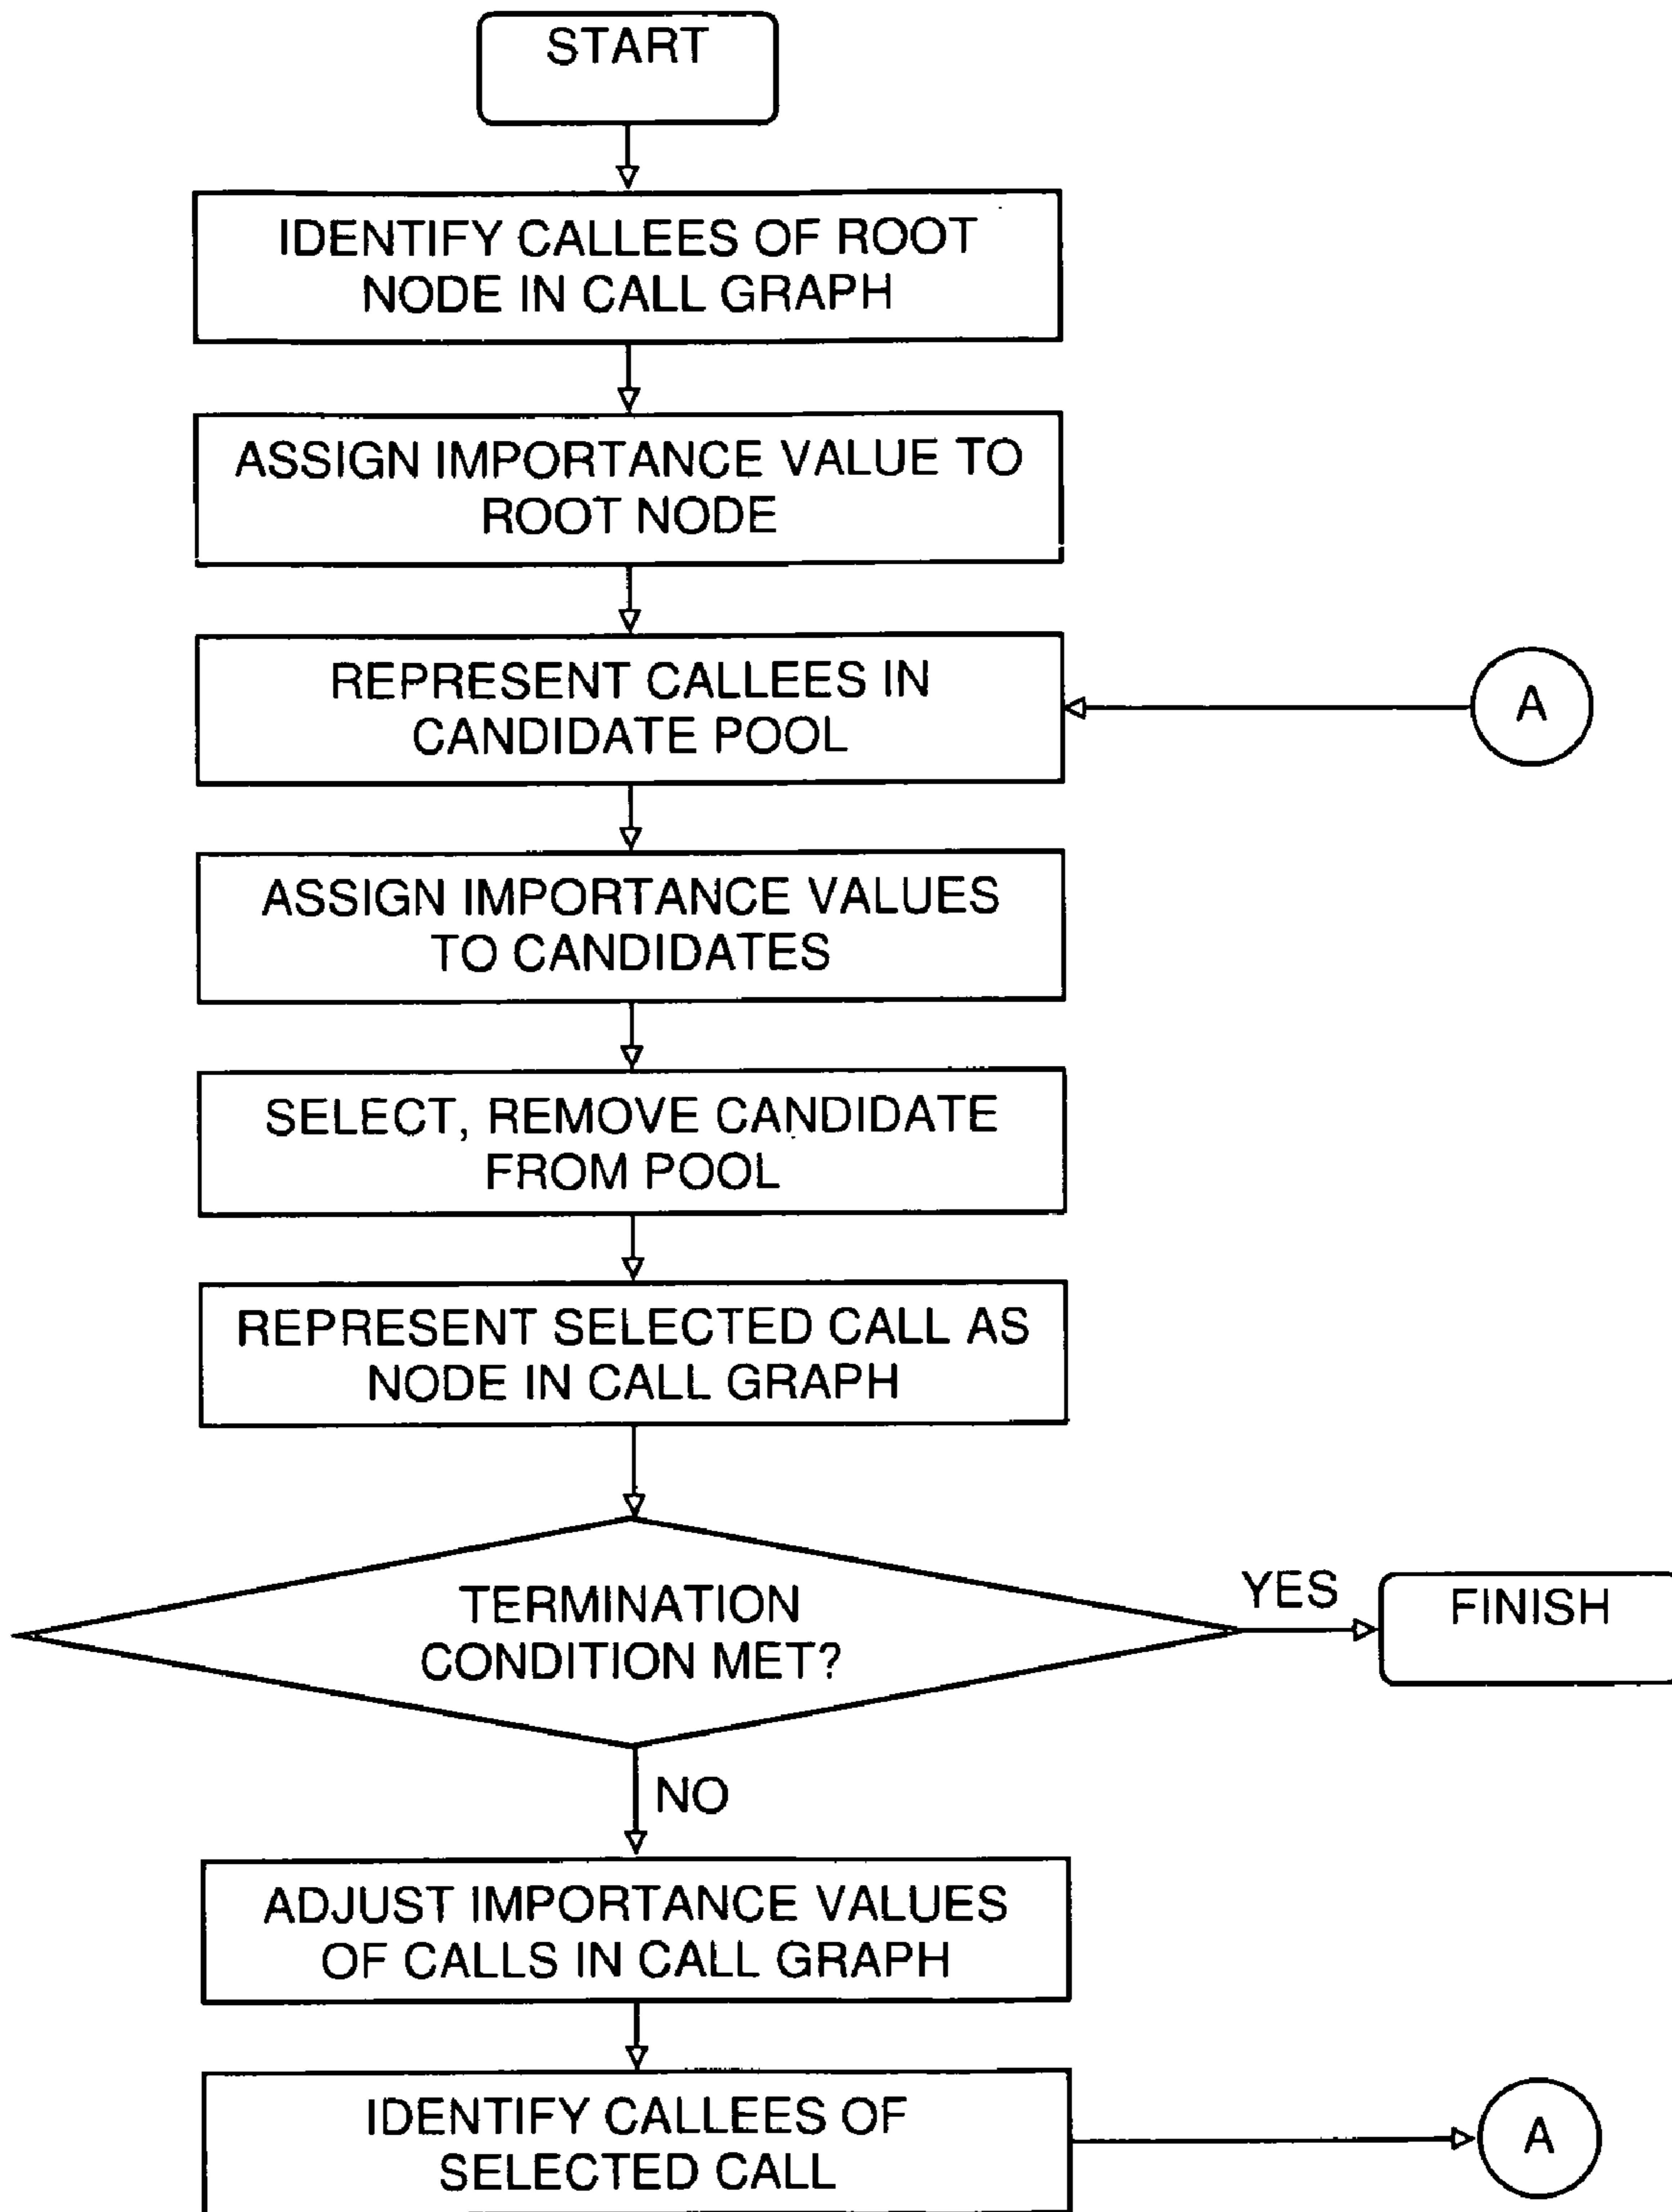 START
IDENTIFY CALLEES OF ROOT
NODE IN CALL GRAPH
ASSIGN IMPORTANCE VALUE TO
ROOT NODE
REPRESENT CALLEES IN
CANDIDATE POOL
A
ASSIGN IMPORTANCE VALUES
TO CANDIDATES
SELECT, REMOVE CANDIDATE
FROM POOL
REPRESENT SELECTED CALL AS
NODE IN CALL GRAPH
TERMINATION
CONDITION MET?
YES
FINISH
NO
ADJUST IMPORTANCE VALUES
OF CALLS IN CALL GRAPH
IDENTIFY CALLEES OF
SELECTED CALL
A